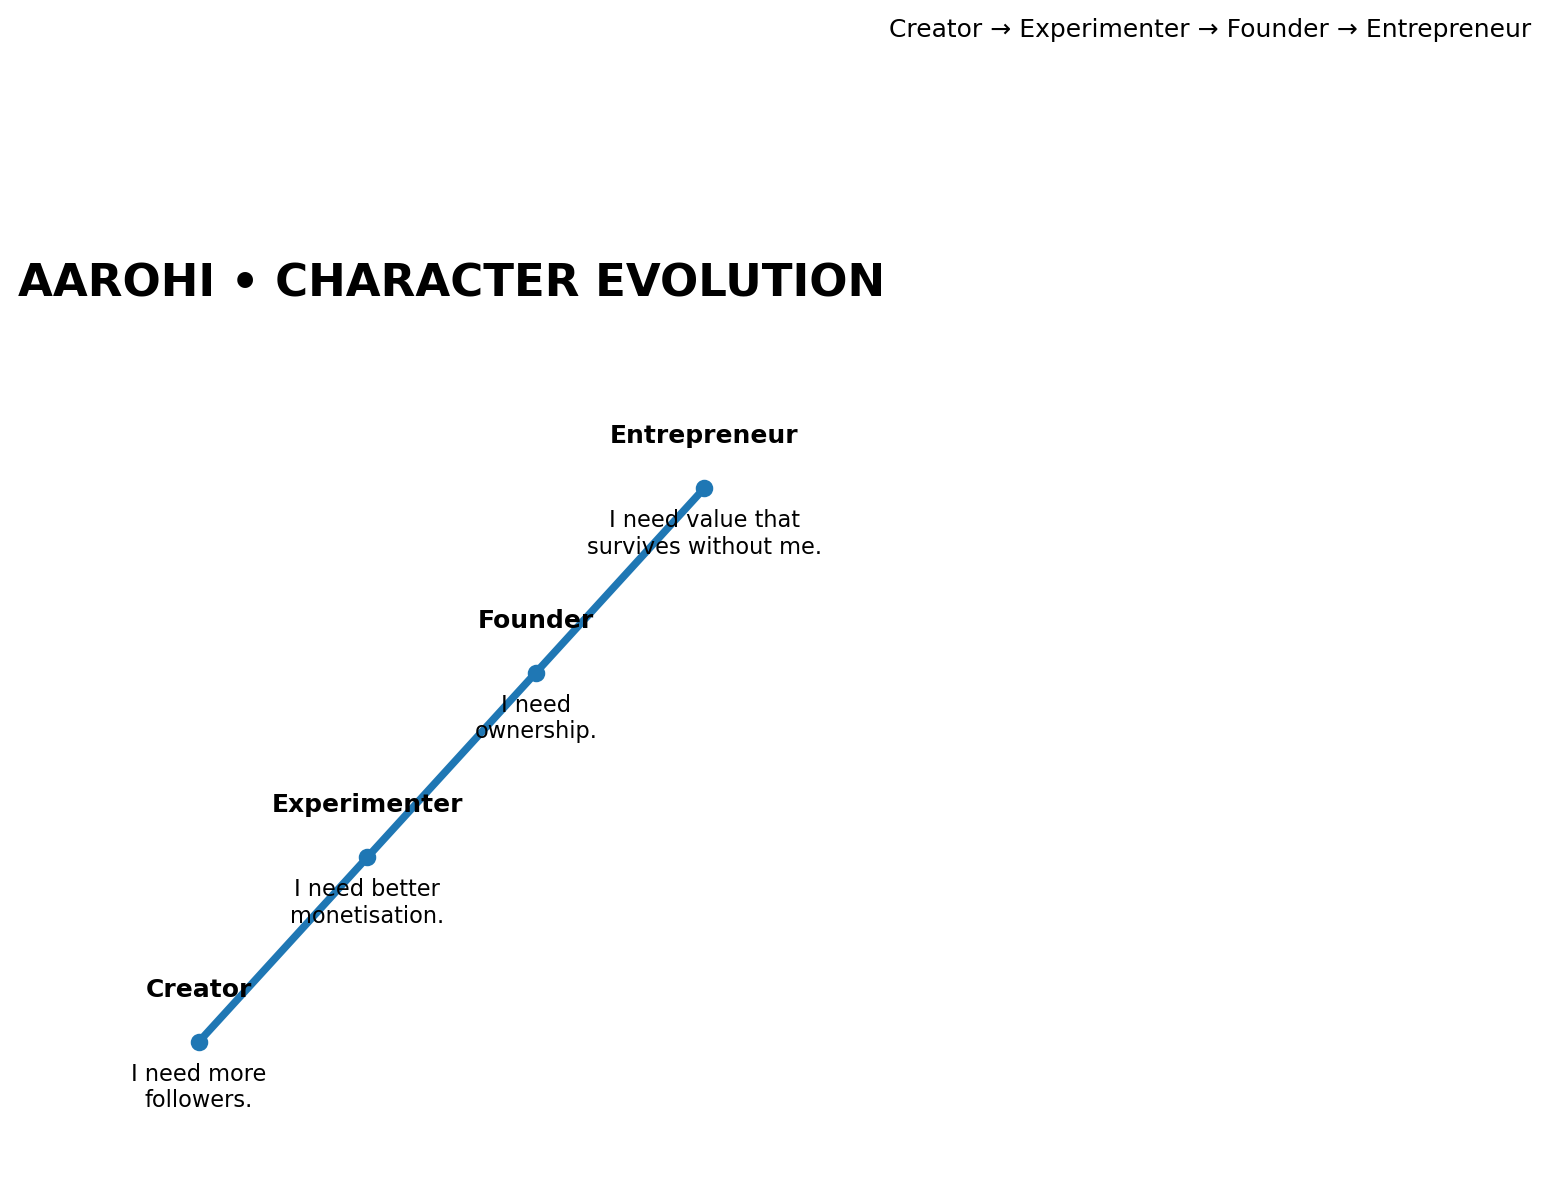 Creator → Experimenter → Founder → Entrepreneur
AAROHI • CHARACTER EVOLUTION
Entrepreneur
I need value that
survives without me.
Founder
I need
ownership.
Experimenter
I need better
monetisation.
Creator
I need more
followers.